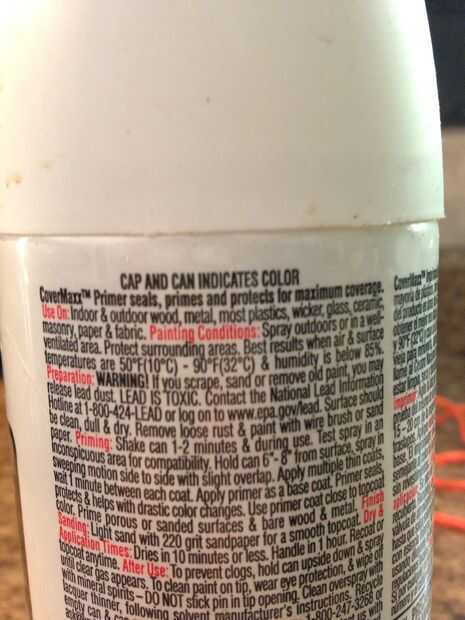 CAP AND CAN INDICATES COLOR
CoverMaxx™ Primer seals, primes and protects for maximum coverage.
Use On: Indoor & outdoor wood, metal, most plastics, wicker, glass, ceramic,
masonry, paper & fabric. Painting Conditions: Spray outdoors or in a well-
ventilated area. Protect surrounding areas. Best results when air & surface
temperatures are 50°F(10°C) - 90°F(32°C) & humidity is below 85%.
Preparation: WARNING! If you scrape, sand or remove old paint, you may
release lead dust. LEAD IS TOXIC. Contact the National Lead Information
Hotline at 1-800-424-LEAD or log on to www.epa.gov/lead. Surface should
be clean, dull & dry. Remove loose rust & paint with wire brush or sand
paper. Priming: Shake can 1-2 minutes & during use. Test spray in an
inconspicuous area for compatibility. Hold can 6"- 8" from surface, spray in
sweeping motion side to side with slight overlap. Apply multiple thin coats,
wait 1 minute between each coat. Apply primer as a base coat. Primer seals,
protects & helps with drastic color changes. Use primer coat close to topcoat
color. Prime porous or sanded surfaces & bare wood & metal. Finish
Sanding: Light sand with 220 grit sandpaper for a smooth topcoat. Dry &
Application Times: Dries in 10 minutes or less. Handle in 1 hour. Recoat or
topcoat anytime. After Use: To prevent clogs, hold can upside down & spray
until clear gas appears. To clean paint on tip, wear eye protection, & wipe off
with mineral spirits – DO NOT stick pin in tip opening. Clean overspray with
lacquer thinner, following solvent manufacturer's instructions. Recycle
empty can &
1-800-247-3268 or